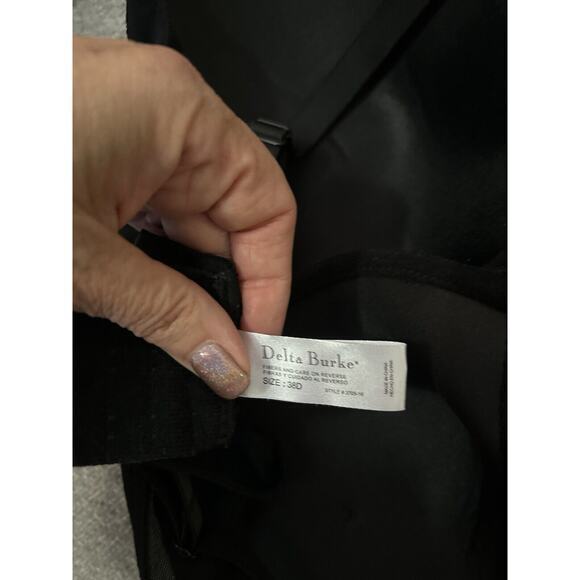 Delta Burke®
FIBERS AND CARE ON REVERSE
FIBRAS Y CUIDADO AL REVERSO
SIZE : 38D
STYLE #
MADE IN CHINA
HECHO EN CHINA